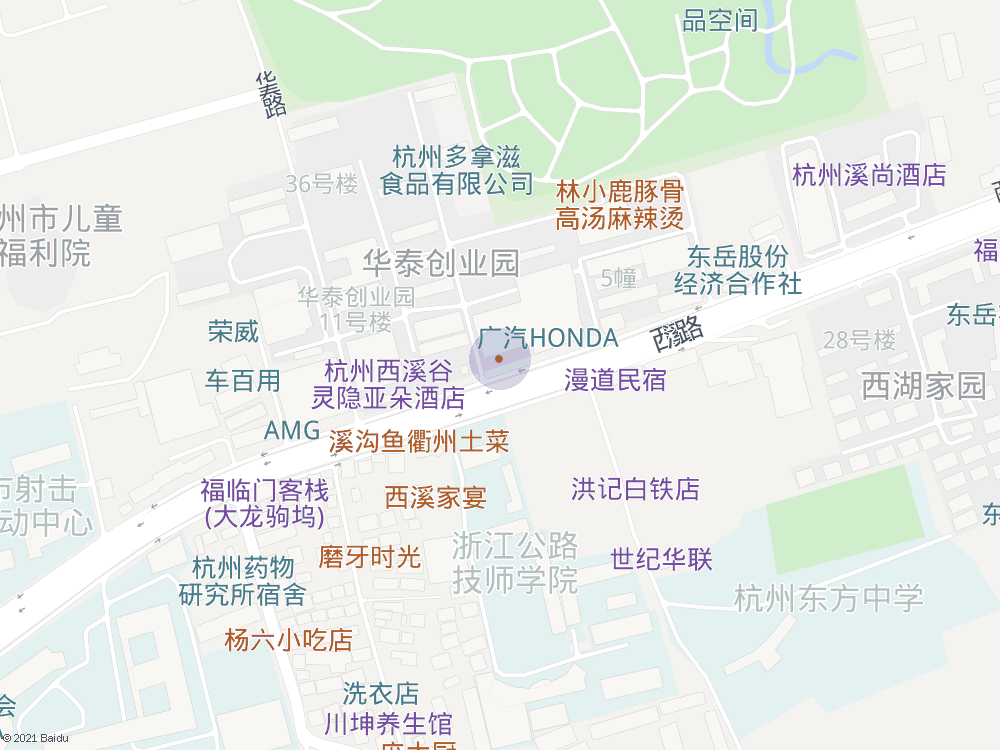 品空间
华泰路
杭州多拿滋
食品有限公司
36号楼
林小鹿豚骨
高汤麻辣烫
杭州溪尚酒店
州市儿童
福利院
华泰创业园
5幢
东岳股份
经济合作社
福
华泰创业园
11号楼
东岳
荣威
广汽HONDA
西溪路
28号楼
杭州西溪谷
灵隐亚朵酒店
车百用
漫道民宿
西湖家园
AMG
溪沟鱼衢州土菜
市射击
动中心
福临门客栈
(大龙驹坞)
西溪家宴
洪记白铁店
东
磨牙时光
浙江公路
技师学院
世纪华联
杭州药物
研究所宿舍
杭州东方中学
杨六小吃店
洗衣店
会
川坤养生馆
© 2021 Baidu